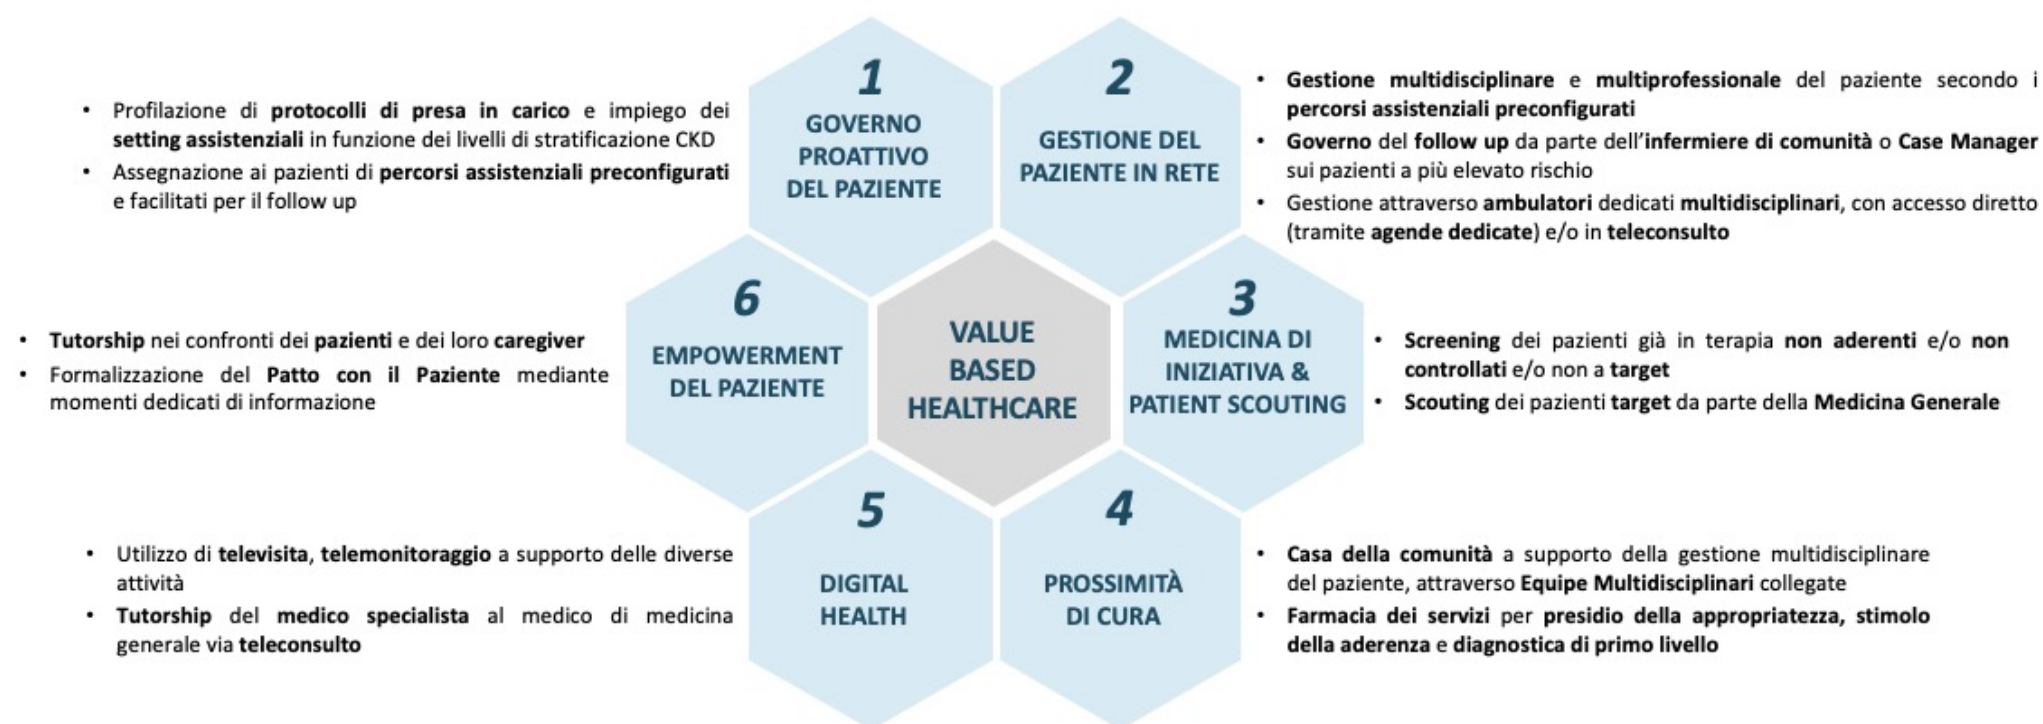 1
GOVERNO
PROATTIVO
DEL PAZIENTE
• Profilazione di protocolli di presa in carico e impiego dei
setting assistenziali in funzione dei livelli di stratificazione CKD
• Assegnazione ai pazienti di percorsi assistenziali preconfigurati
e facilitati per il follow up
2
GESTIONE DEL
PAZIENTE IN RETE
• Gestione multidisciplinare e multiprofessionale del paziente secondo i
percorsi assistenziali preconfigurati
• Governo del follow up da parte dell'infermiere di comunità o Case Manager
sui pazienti a più elevato rischio
• Gestione attraverso ambulatori dedicati multidisciplinari, con accesso diretto
(tramite agende dedicate) e/o in teleconsulto
6
EMPOWERMENT
DEL PAZIENTE
• Tutorship nei confronti dei pazienti e dei loro caregiver
• Formalizzazione del Patto con il Paziente mediante
momenti dedicati di informazione
VALUE
BASED
HEALTHCARE
3
MEDICINA DI
INIZIATIVA &
PATIENT SCOUTING
• Screening dei pazienti già in terapia non aderenti e/o non
controllati e/o non a target
• Scouting dei pazienti target da parte della Medicina Generale
5
DIGITAL
HEALTH
• Utilizzo di televisita, telemonitoraggio a supporto delle diverse
attività
• Tutorship del medico specialista al medico di medicina
generale via teleconsulto
4
PROSSIMITÀ
DI CURA
• Casa della comunità a supporto della gestione multidisciplinare
del paziente, attraverso Equipe Multidisciplinari collegate
• Farmacia dei servizi per presidio della appropriatezza, stimolo
della aderenza e diagnostica di primo livello